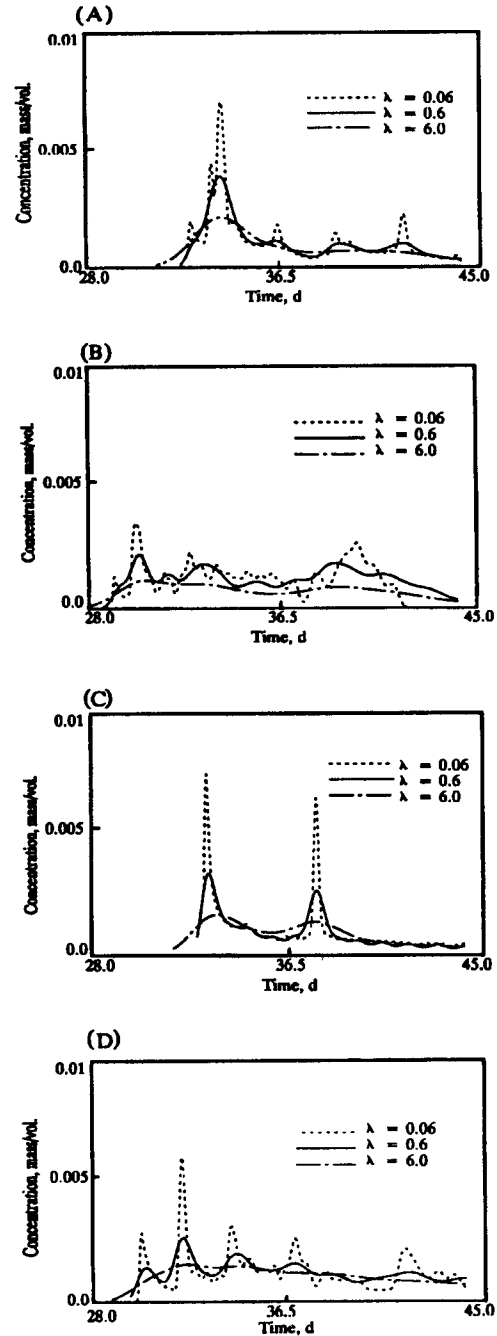 (A)
0.01
Concentration, mass/vol.
λ = 0.06
λ = 0.6
λ = 6.0
0.005
0.0
28.0 36.5 45.0
Time, d
(B)
0.01
Concentration, mass/vol.
λ = 0.06
λ = 0.6
λ = 6.0
0.005
0.0
28.0 36.5 45.0
Time, d
(C)
0.01
Concentration, mass/vol.
λ = 0.06
λ = 0.6
λ = 6.0
0.005
0.0
28.0 36.5 45.0
Time, d
(D)
0.01
Concentration, mass/vol.
λ = 0.06
λ = 0.6
λ = 6.0
0.005
0.0
28.0 36.5 45.0
Time, d